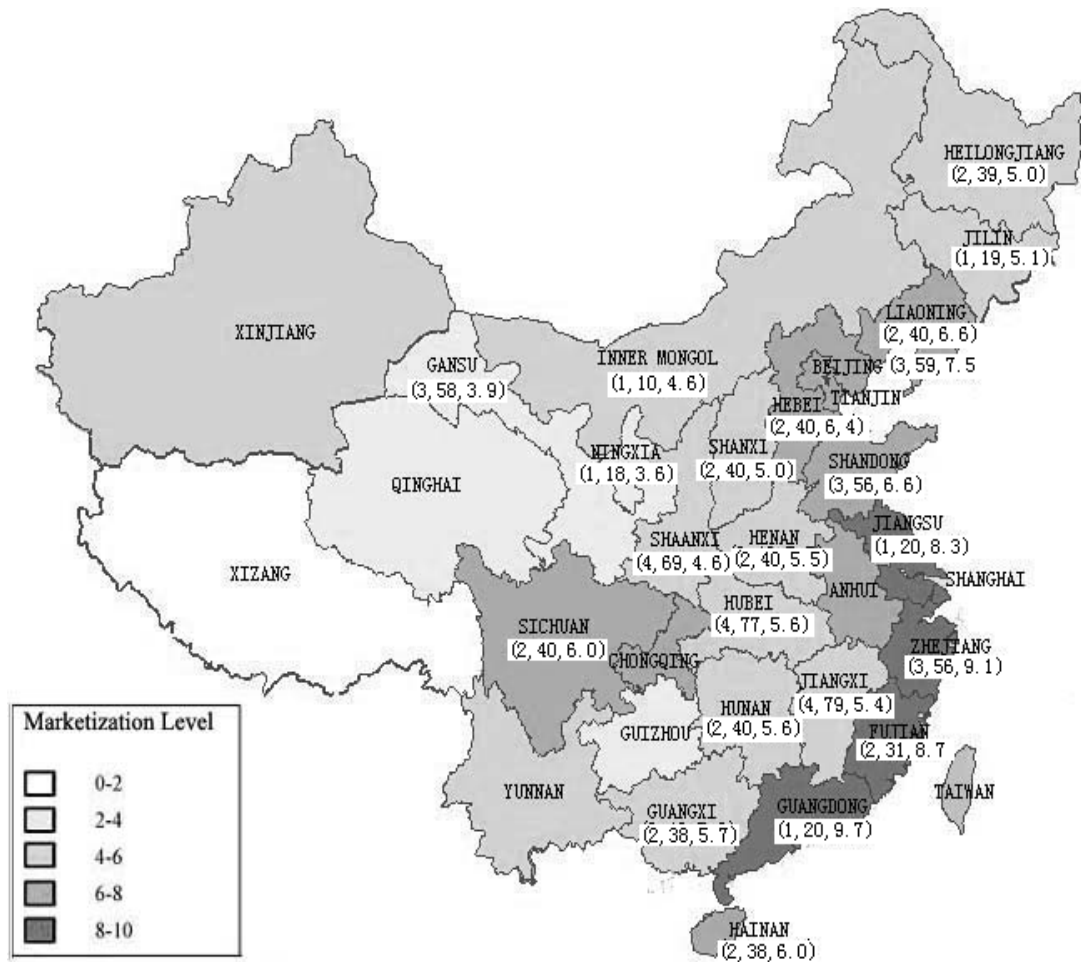 HEILONGJIANG
(2, 39, 5.0)
JILIN
(1, 19, 5.1)
LIAONING
(2, 40, 6.6)
XINJIANG
GANSU
(3, 58, 3.9)
INNER MONGOL
(1, 10, 4.6)
BEIJING
(3, 59, 7.5
TIANJIN
HEBEI
(2, 40, 6, 4)
NINGXIA
(1, 18, 3.6)
SHANXI
(2, 40, 5.0)
SHANDONG
(3, 56, 6.6)
QINGHAI
JIANGSU
(1, 20, 8.3)
SHAANXI
(4, 69, 4.6)
HENAN
(2, 40, 5.5)
XIZANG
SHANGHAI
ANHUI
HUBEI
(4, 77, 5.6)
SICHUAN
(2, 40, 6.0)
CHONGQING
ZHEJIANG
(3, 56, 9.1)
JIANGXI
(4, 79, 5.4)
HUNAN
(2, 40, 5.6)
GUIZHOU
FUJIAN
(2, 31, 8.7
YUNNAN
TAIWAN
GUANGXI
(2, 38, 5.7)
GUANGDONG
(1, 20, 9.7)
HAINAN
(2, 38, 6.0)
Marketization Level
0-2
2-4
4-6
6-8
8-10